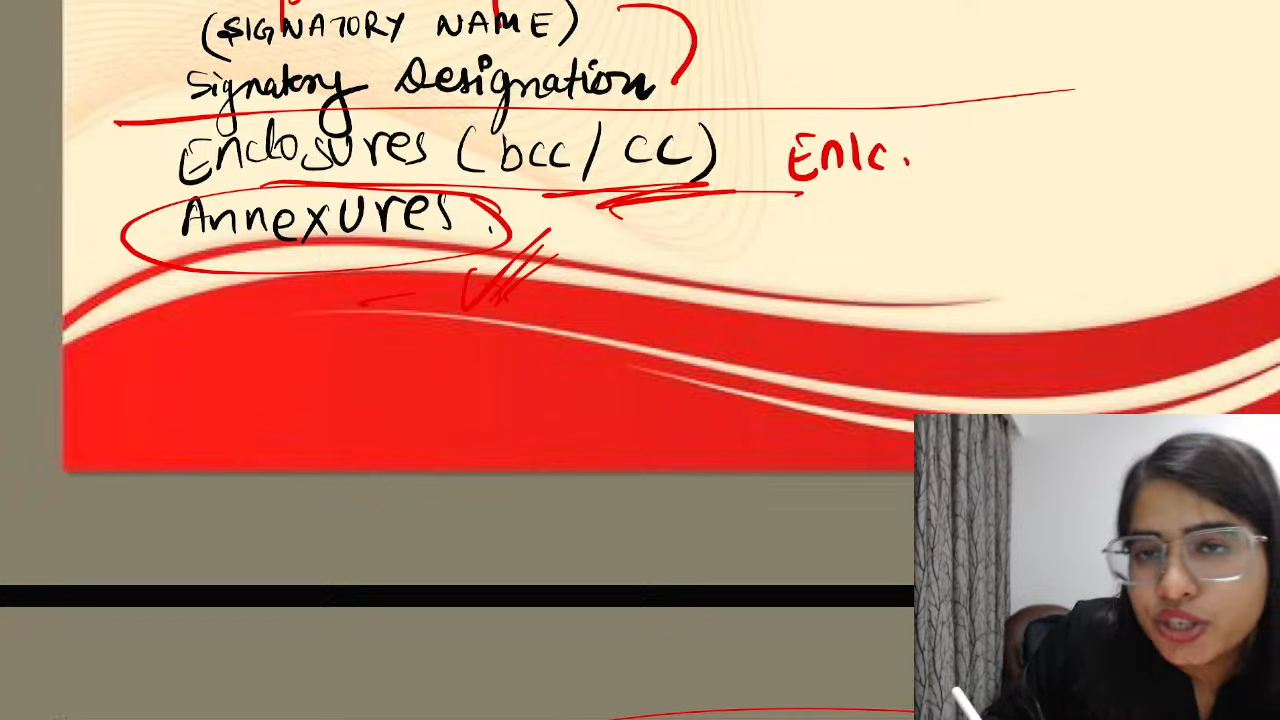 (SIGNATORY NAME)
Signatory Designation
Enclosures (bcc/cc) Enlc.
Annexures.